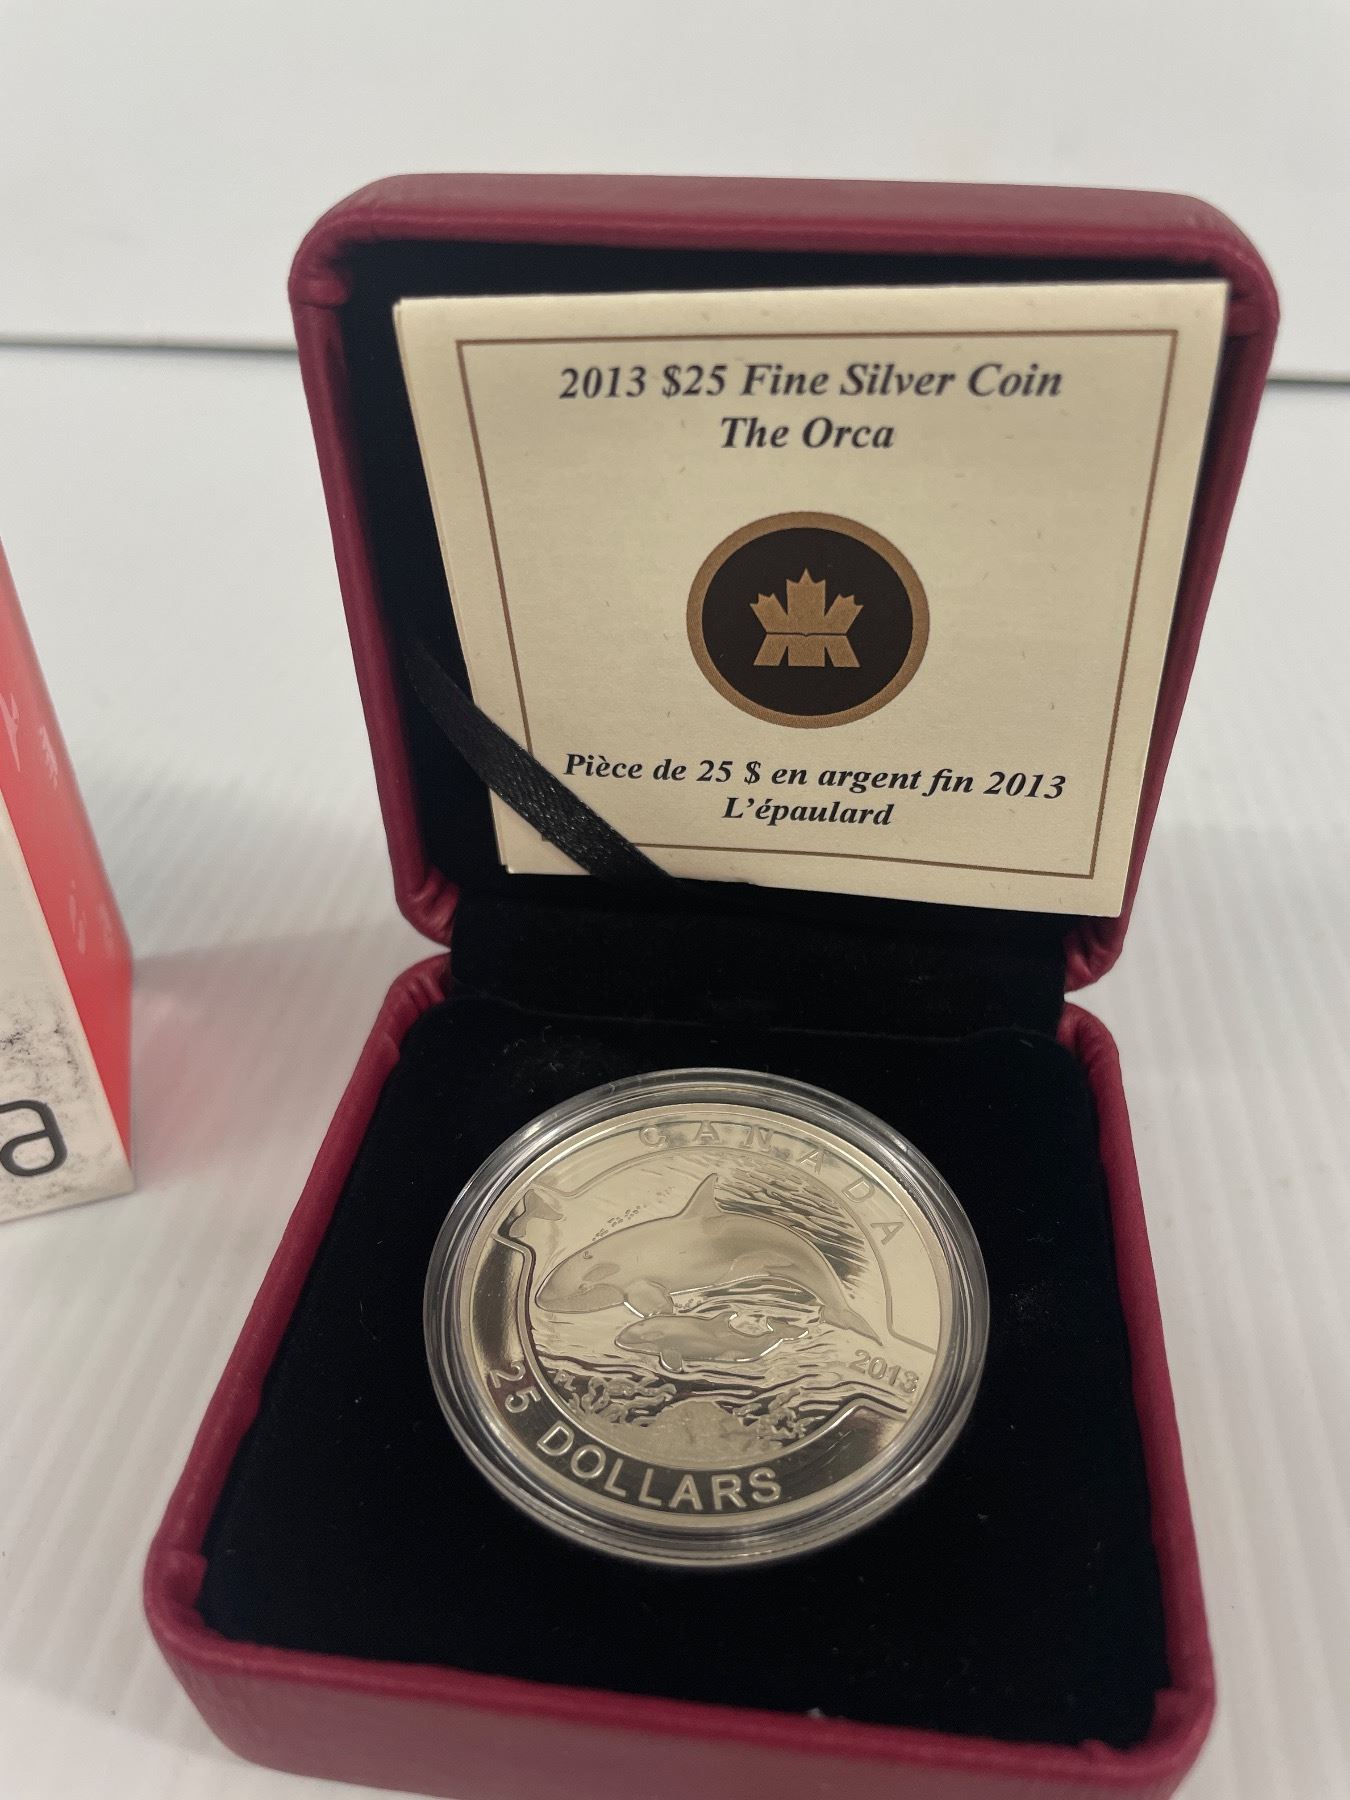 2013 $25 Fine Silver Coin
The Orca
Pièce de 25 $ en argent fin 2013
L'épaulard
a
CANADA
2013
PL
25 DOLLARS